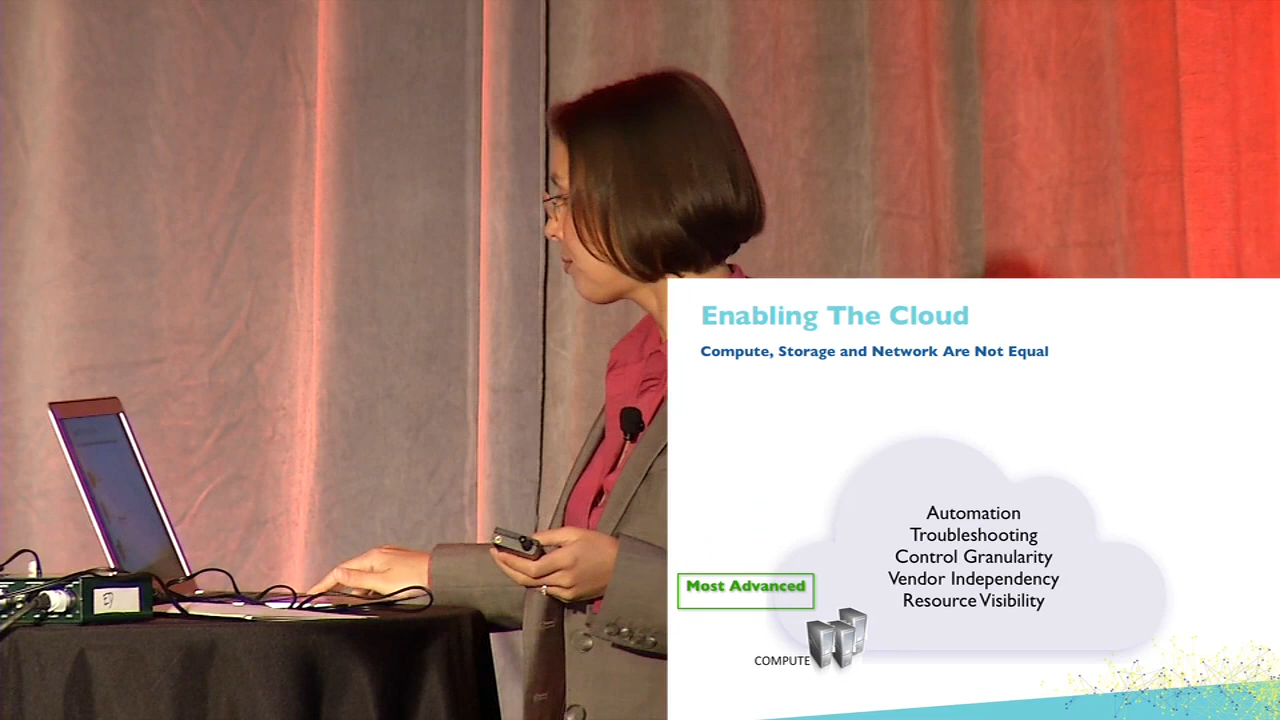 Enabling The Cloud
Compute, Storage and Network Are Not Equal
Automation
Troubleshooting
Control Granularity
Vendor Independency
Resource Visibility
Most Advanced
COMPUTE